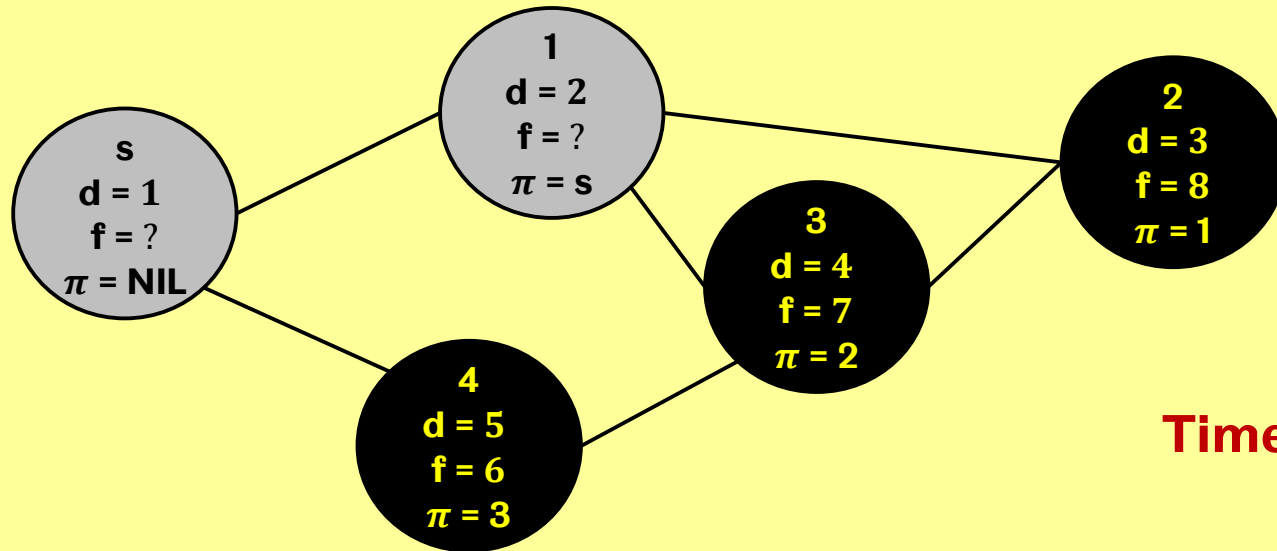 s
d = 1
f = ?
π = NIL
1
d = 2
f = ?
π = s
2
d = 3
f = 8
π = 1
3
d = 4
f = 7
π = 2
4
d = 5
f = 6
π = 3
Time